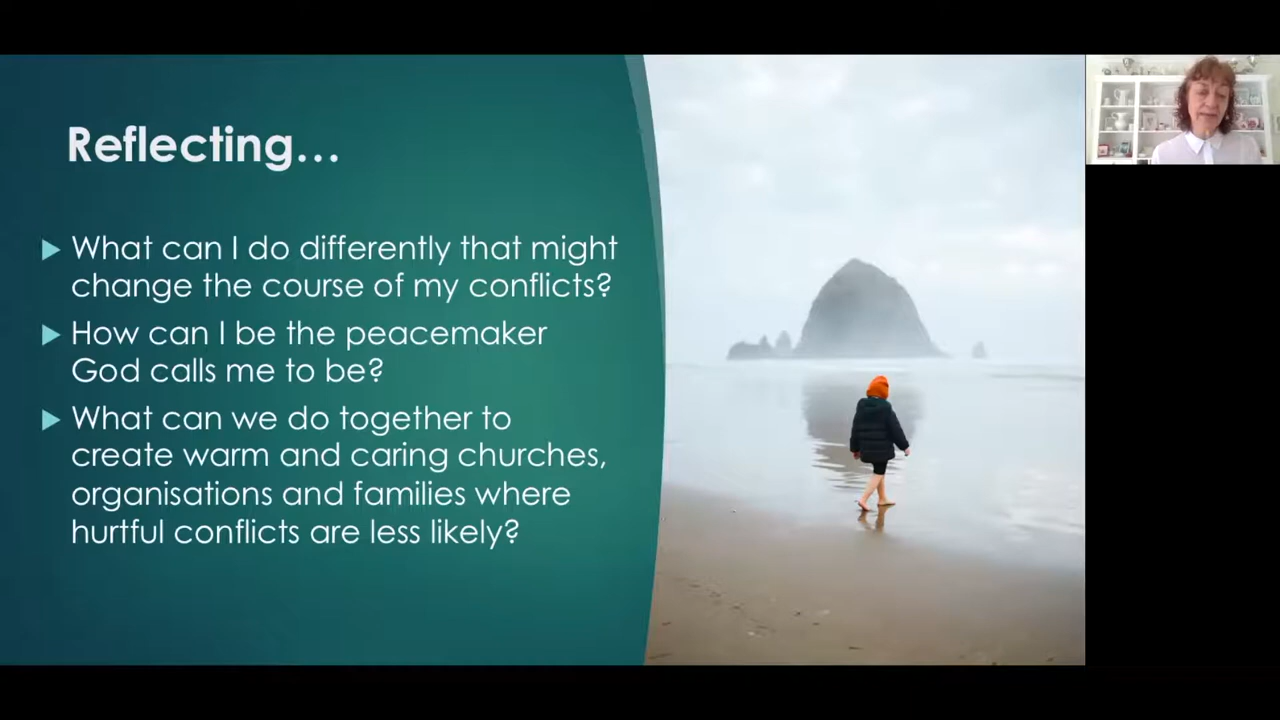 Reflecting...
What can I do differently that might
change the course of my conflicts?
How can I be the peacemaker
God calls me to be?
What can we do together to
create warm and caring churches,
organisations and families where
hurtful conflicts are less likely?